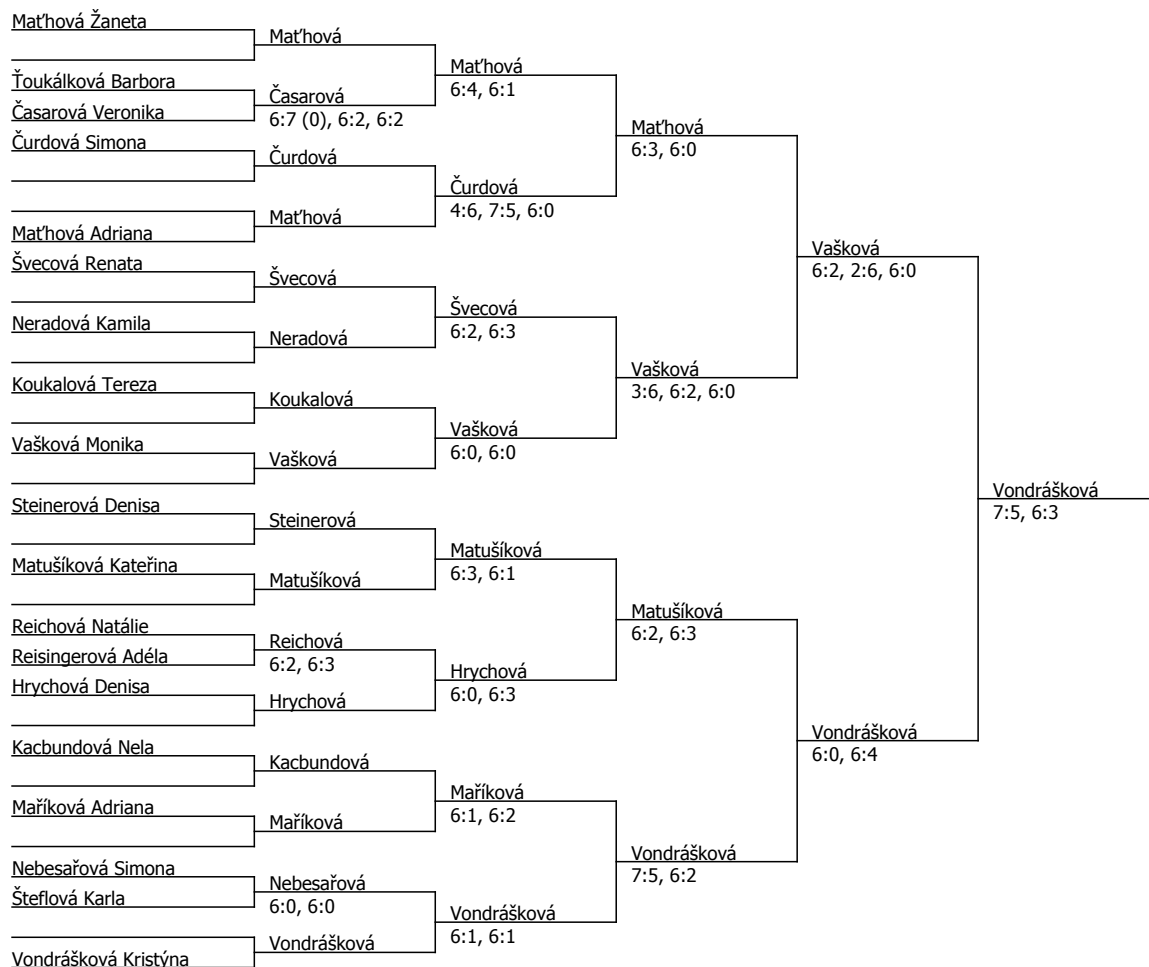 Maťhová Žaneta
Ťoukálková Barbora
Časarová Veronika
Čurdová Simona
Maťhová Adriana
Švecová Renata
Neradová Kamila
Koukalová Tereza
Vašková Monika
Steinerová Denisa
Matušíková Kateřina
Reichová Natálie
Reisingerová Adéla
Hrychová Denisa
Kacbundová Nela
Maříková Adriana
Nebesařová Simona
Šteflová Karla
Vondrášková Kristýna
Maťhová
Časarová
6:7 (0), 6:2, 6:2
Čurdová
Maťhová
Švecová
Neradová
Koukalová
Vašková
Steinerová
Matušíková
Reichová
6:2, 6:3
Hrychová
Kacbundová
Maříková
Nebesařová
6:0, 6:0
Vondrášková
Maťhová
6:4, 6:1
Čurdová
4:6, 7:5, 6:0
Švecová
6:2, 6:3
Vašková
6:0, 6:0
Matušíková
6:3, 6:1
Hrychová
6:0, 6:3
Maříková
6:1, 6:2
Vondrášková
6:1, 6:1
Maťhová
6:3, 6:0
Vašková
3:6, 6:2, 6:0
Matušíková
6:2, 6:3
Vondrášková
7:5, 6:2
Vašková
6:2, 2:6, 6:0
Vondrášková
6:0, 6:4
Vondrášková
7:5, 6:3